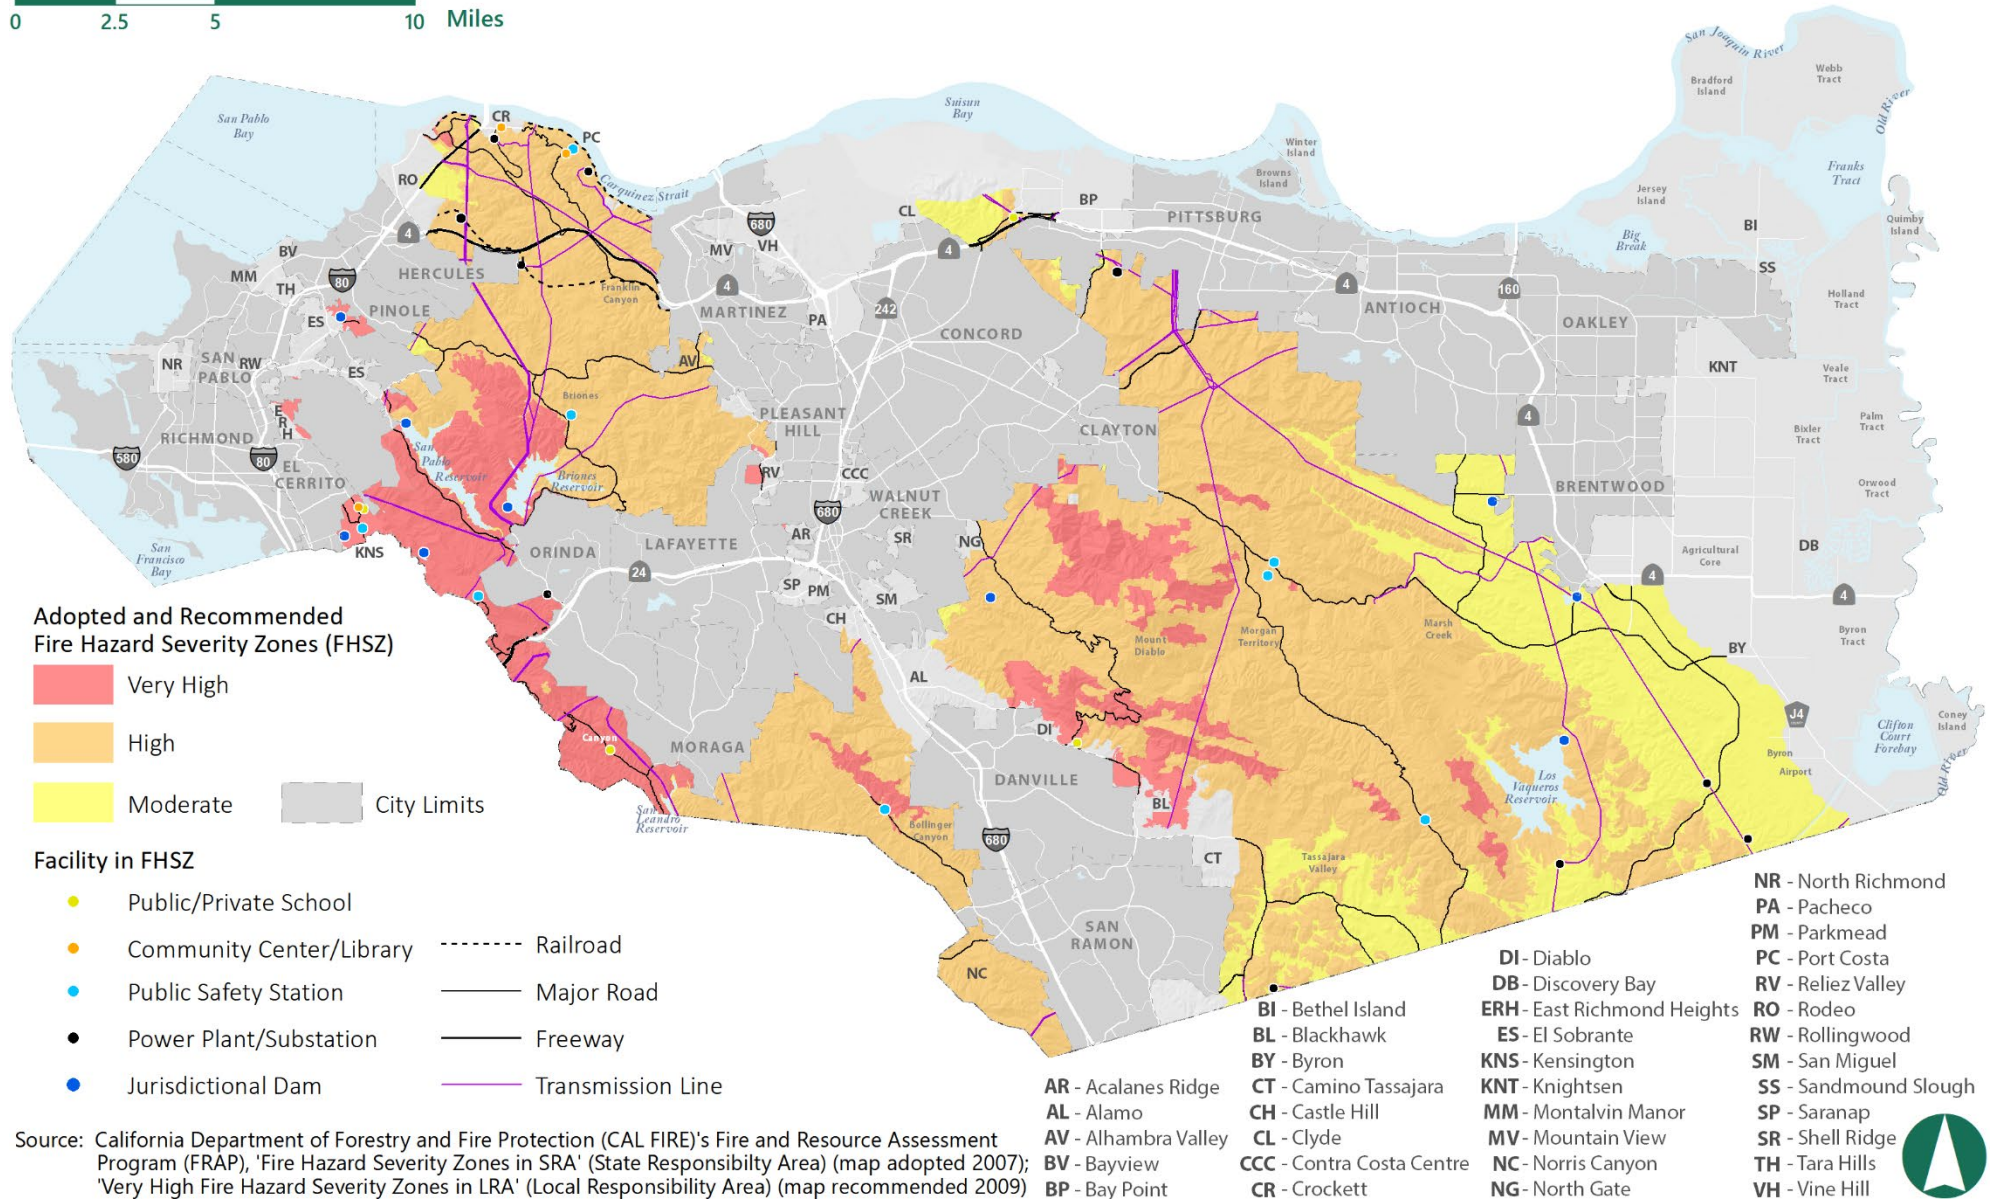 0 2.5 5 10 Miles
San Joaquin River
Webb
Tract
Bradford
Island
Old River
San Pablo
Bay
Suisun
Bay
CR
PC
Winter
Island
Browns
Island
Franks
Tract
RO
Carquinez Strait
Jersey
Island
CL
BP
PITTSBURG
BI
Quimby
Island
Big
Break
4
680
MV
VH
4
BV
MM
TH
80
HERCULES
SS
Franklin
Canyon
4
4
160
Holland
Tract
ES
PINOLE
MARTINEZ
PA
242
CONCORD
ANTIOCH
OAKLEY
NR
SAN
PABLO
RW
ES
AV
KNT
Veale
Tract
Briones
E
R
H
RICHMOND
PLEASANT
HILL
CLAYTON
4
Palm
Tract
Bixler
Tract
580
80
EL
CERRITO
San
Pablo
Reservoir
Briones
Reservoir
RV
CCC
WALNUT
CREEK
680
BRENTWOOD
Orwood
Tract
San
Francisco
Bay
KNS
ORINDA
LAFAYETTE
AR
SR
NG
Agricultural
Core
DB
24
SP
PM
SM
4
4
CH
Mount
Diablo
Morgan
Territory
Marsh
Creek
Byron
Tract
BY
AL
DI
J4
Clifton
Court
Forebay
Coney
Island
Canyon
MORAGA
DANVILLE
Byron
Airport
Old River
Los
Vaqueros
Reservoir
BL
San
Leandro
Reservoir
Bollinger
Canyon
680
CT
Tassajara
Valley
SAN
RAMON
NC
Adopted and Recommended
Fire Hazard Severity Zones (FHSZ)
Very High
High
Moderate
City Limits
Facility in FHSZ
Public/Private School
Community Center/Library
Public Safety Station
Power Plant/Substation
Jurisdictional Dam
Railroad
Major Road
Freeway
Transmission Line
AR - Acalanes Ridge
AL - Alamo
AV - Alhambra Valley
BV - Bayview
BP - Bay Point
BI - Bethel Island
BL - Blackhawk
BY - Byron
CT - Camino Tassajara
CH - Castle Hill
CL - Clyde
CCC - Contra Costa Centre
CR - Crockett
DI - Diablo
DB - Discovery Bay
ERH - East Richmond Heights
ES - El Sobrante
KNS - Kensington
KNT - Knightsen
MM - Montalvin Manor
MV - Mountain View
NC - Norris Canyon
NG - North Gate
NR - North Richmond
PA - Pacheco
PM - Parkmead
PC - Port Costa
RV - Reliez Valley
RO - Rodeo
RW - Rollingwood
SM - San Miguel
SS - Sandmound Slough
SP - Saranap
SR - Shell Ridge
TH - Tara Hills
VH - Vine Hill
Source: California Department of Forestry and Fire Protection (CAL FIRE)'s Fire and Resource Assessment
Program (FRAP), 'Fire Hazard Severity Zones in SRA' (State Responsibilty Area) (map adopted 2007);
'Very High Fire Hazard Severity Zones in LRA' (Local Responsibility Area) (map recommended 2009)